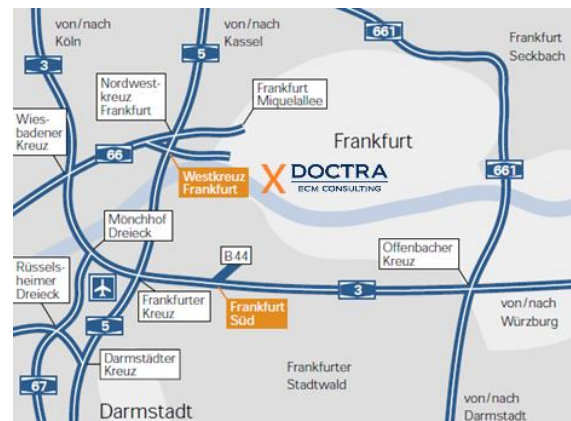 von/nach
Köln
von/nach
Kassel
661
Frankfurt
Seckbach
3
5
Nordwest-
kreuz
Frankfurt
Frankfurt
Miquelallee
Wies-
badener
Kreuz
66
Frankfurt
Westkreuz
Frankfurt
X DOCTRA
ECM CONSULTING
661
Mönchhof
Dreieck
B 44
Offenbacher
Kreuz
Rüssels-
heimer
Dreieck
Frankfurter
Kreuz
Frankfurt
Süd
3
von/nach
Würzburg
5
Darmstädter
Kreuz
Frankfurter
Stadtwald
67
Darmstadt
von/nach
Darmstadt